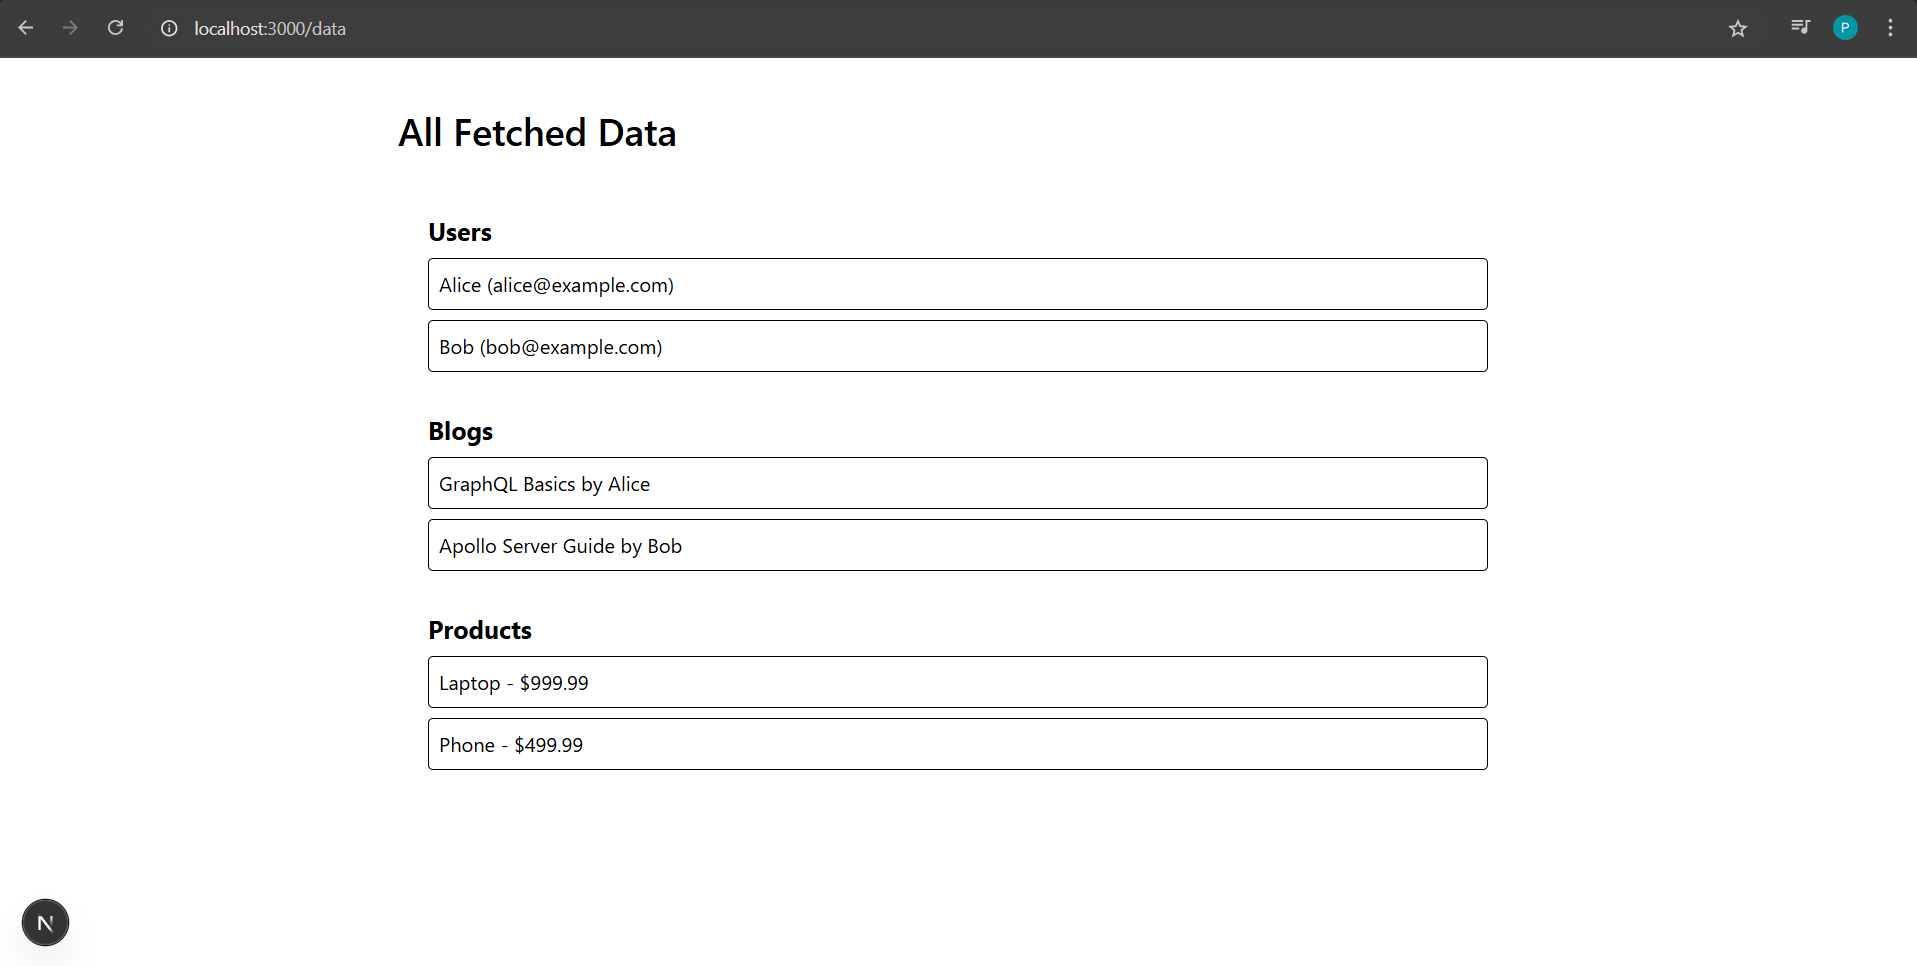 localhost:3000/data
P
All Fetched Data
Users
Alice (alice@example.com)
Bob (bob@example.com)
Blogs
GraphQL Basics by Alice
Apollo Server Guide by Bob
Products
Laptop - $999.99
Phone - $499.99
N